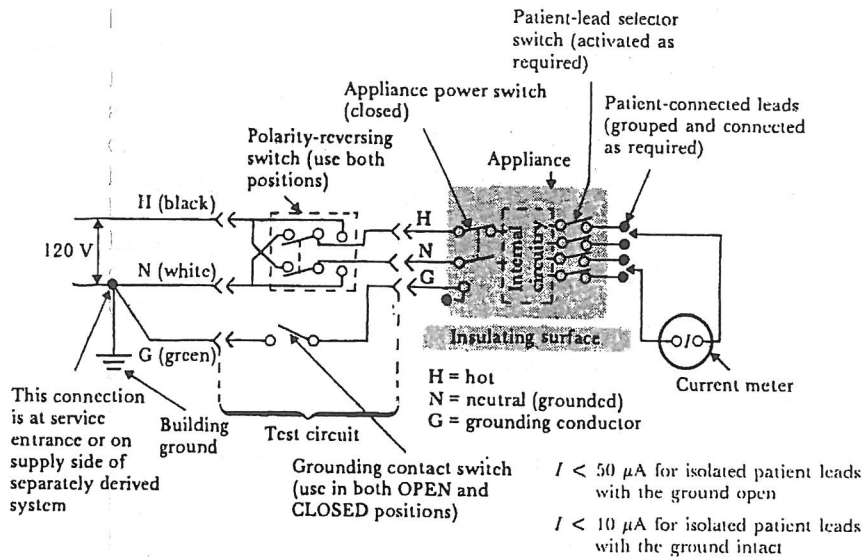 Patient-lead selector
switch (activated as
required)
Appliance power switch
(closed)
Patient-connected leads
(grouped and connected
as required)
Polarity-reversing
switch (use both
positions)
Appliance
H (black)
H
120 V
N
Internal
circuitry
N (white)
G
Insulating surface
I
G (green)
H = hot
N = neutral (grounded)
G = grounding conductor
Current meter
This connection
is at service
entrance or on
supply side of
separately derived
system
Building
ground
Test circuit
Grounding contact switch
(use in both OPEN and
CLOSED positions)
I < 50 μA for isolated patient leads
with the ground open
I < 10 μA for isolated patient leads
with the ground intact